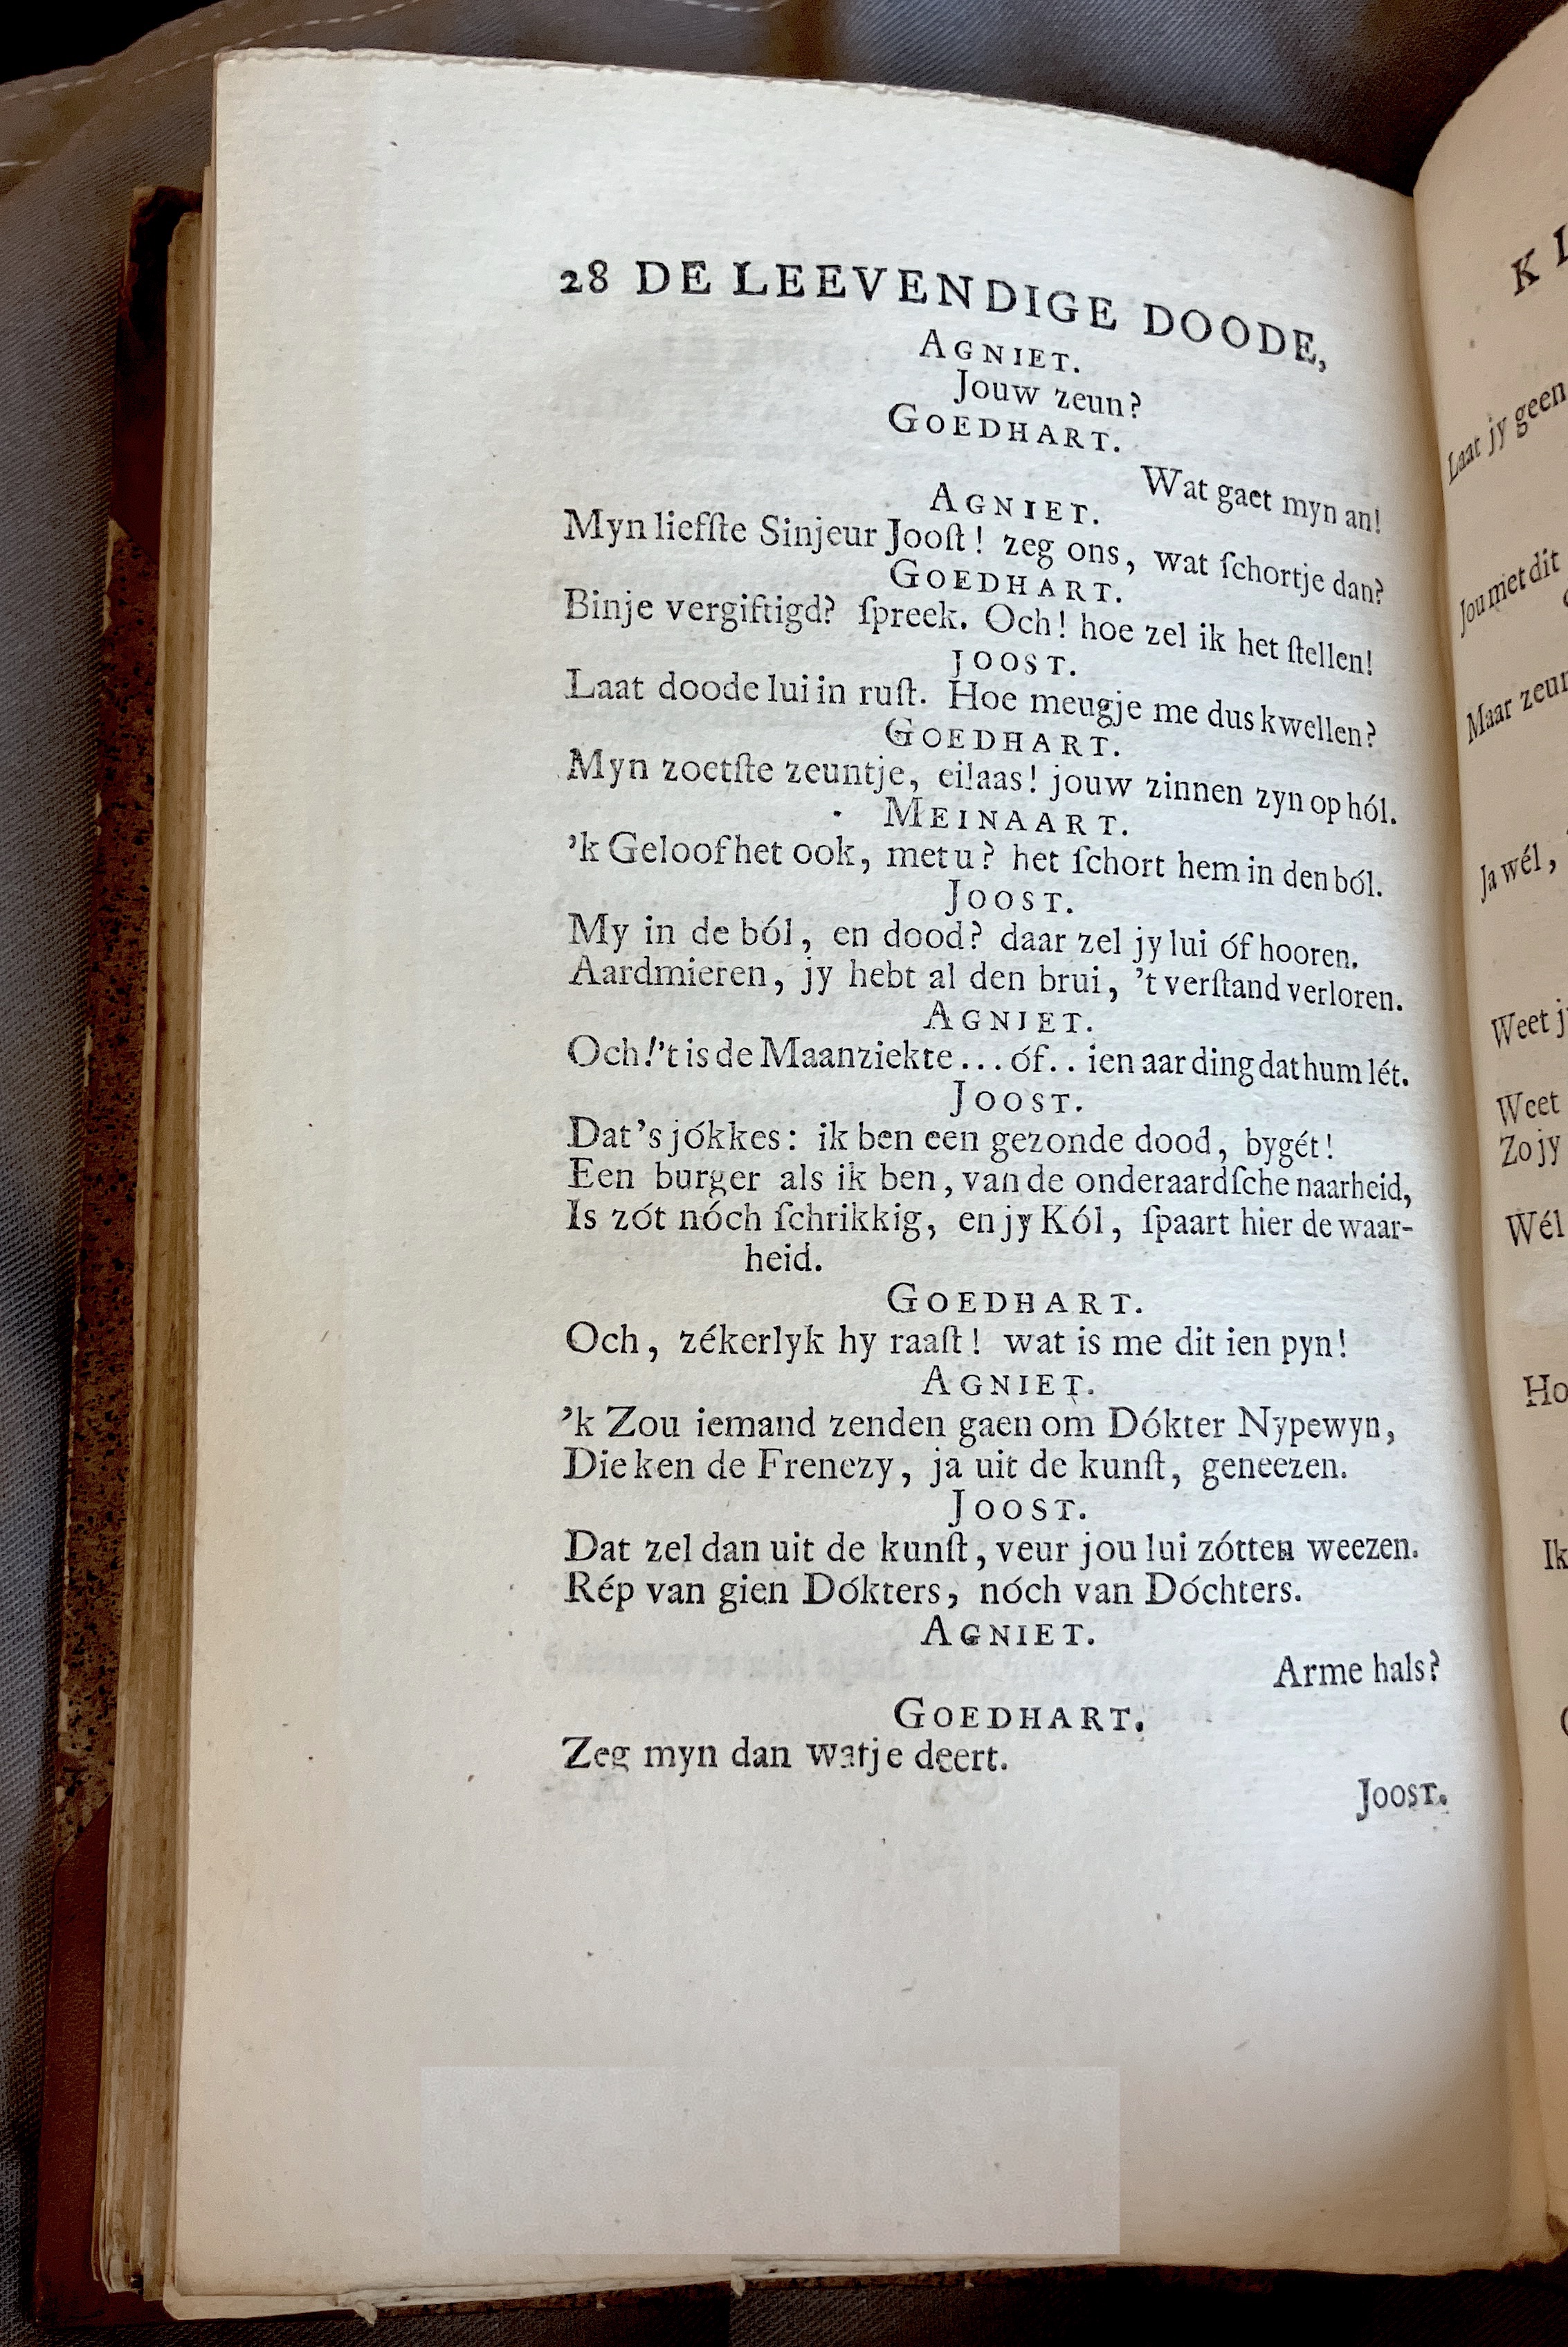 28 DE LEEVENDIGE DOODE,
AGNIET.
Jouw zeun?
GOEDHART.
Wat gaet myn an!
AGNIET.
Myn liefſte Sinjeur Jooſt! zeg ons, wat ſchortje dan?
GOEDHART.
Binje vergiftigd? ſpreek. Och! hoe zel ik het ſtellen!
JOOST.
Laat doode lui in ruſt. Hoe meugje me dus kwellen?
GOEDHART.
Myn zoetſte zeuntje, eilaas! jouw zinnen zyn op hól.
MEINAART.
’k Geloof het ook, met u? het ſchort hem in den ból.
JOOST.
My in de ból, en dood? daar zel jy lui óf hooren.
Aardmieren, jy hebt al den brui, ’t verſtand verloren.
AGNIET.
Och!’t is de Maanziekte... óf.. ien aar ding dat hum lét.
JOOST.
Dat’s jókkes: ik ben een gezonde dood, bygét!
Een burger als ik ben, van de onderaardſche naarheid,
Is zót nóch ſchrikkig, en jy Kól, ſpaart hier de waar-
heid.
GOEDHART.
Och, zékerlyk hy raaſt! wat is me dit ien pyn!
AGNIET.
’k Zou iemand zenden gaen om Dókter Nypewyn,
Die ken de Frenezy, ja uit de kunſt, geneezen.
JOOST.
Dat zel dan uit de kunſt, veur jou lui zótten weezen.
Rép van gien Dókters, nóch van Dóchters.
AGNIET.
Arme hals?
GOEDHART.
Zeg myn dan watje deert.
JOOST.
K
Laat jy geen
Jou met dit
Maar zeun
Ja wél,
Weet
Weet
Zo jy
Wél
Ho
Ik